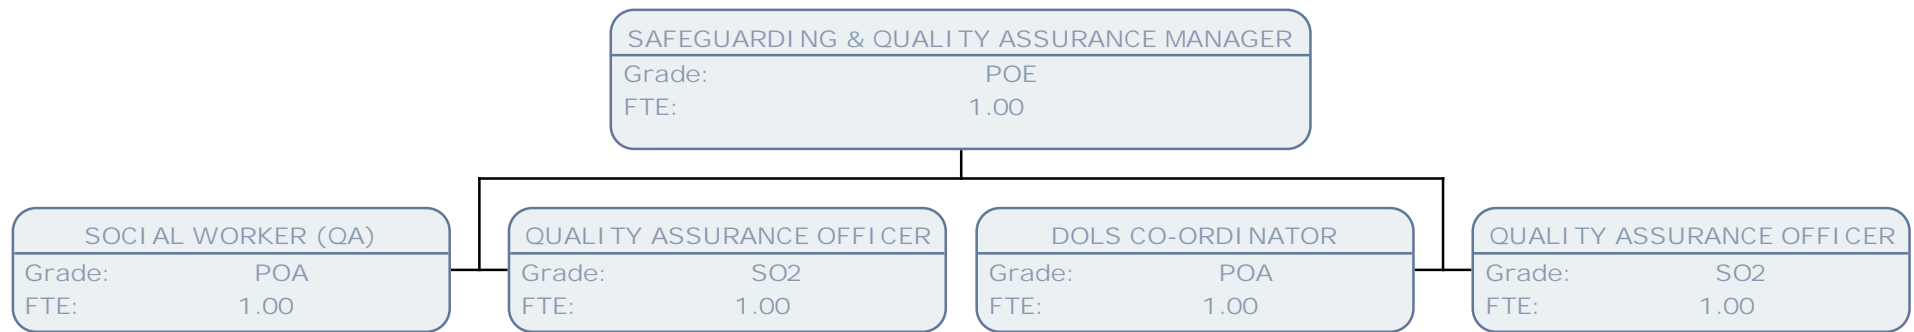 SAFEGUARDING & QUALITY ASSURANCE MANAGER
Grade: POE
FTE: 1.00
SOCIAL WORKER (QA)
Grade: POA
FTE: 1.00
QUALITY ASSURANCE OFFICER
Grade: SO2
FTE: 1.00
DOLS CO-ORDINATOR
Grade: POA
FTE: 1.00
QUALITY ASSURANCE OFFICER
Grade: SO2
FTE: 1.00